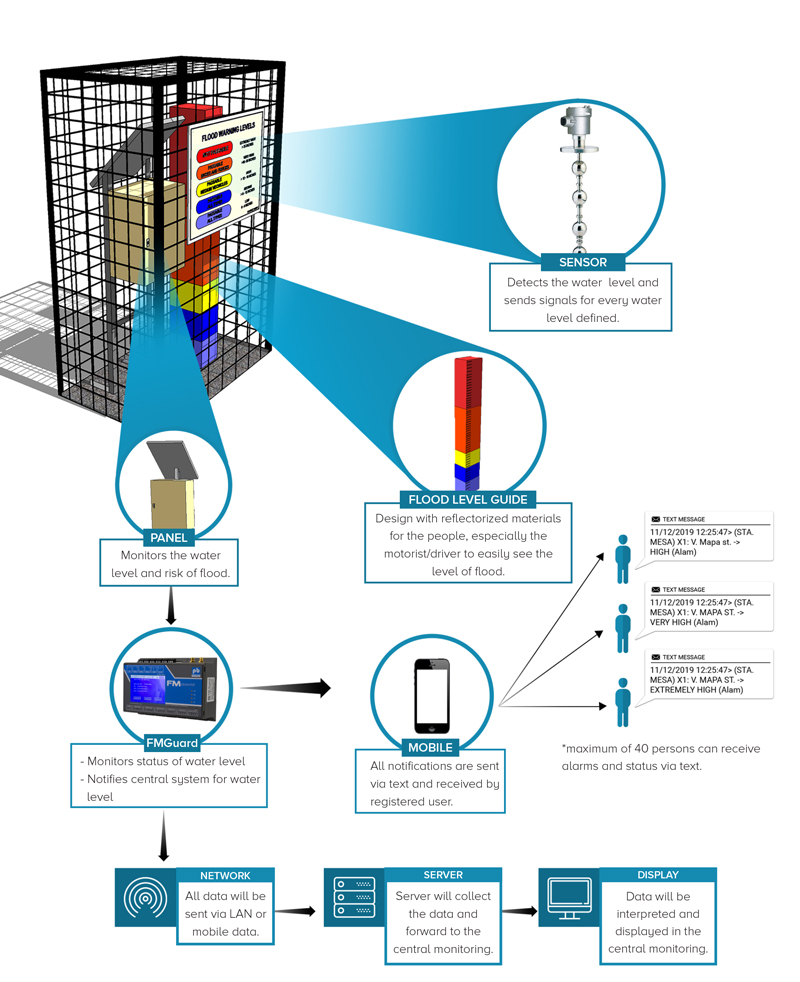 FLOOD WARNING LEVELS
SENSOR
Detects the water level and
sends signals for every water
level defined.
FLOOD LEVEL GUIDE
Design with reflectorized materials
for the people, especially the
motorist/driver to easily see the
level of flood.
PANEL
Monitors the water
level and risk of flood.
TEXT MESSAGE
11/12/2019 12:25:47> (STA.
MESA) X1: V. Mapa st. ->
HIGH (Alam)
TEXT MESSAGE
11/12/2019 12:25:47> (STA.
MESA) X1: V. MAPA ST. ->
VERY HIGH (Alam)
TEXT MESSAGE
11/12/2019 12:25:47> (STA.
MESA) X1: V. MAPA ST. ->
EXTREMELY HIGH (Alam)
*maximum of 40 persons can receive
alarms and status via text.
FM
FMGuard
- Monitors status of water level
- Notifies central system for water
level
MOBILE
All notifications are sent
via text and received by
registered user.
NETWORK
All data will be
sent via LAN or
mobile data.
SERVER
Server will collect
the data and
forward to the
central monitoring.
DISPLAY
Data will be
interpreted and
displayed in the
central monitoring.